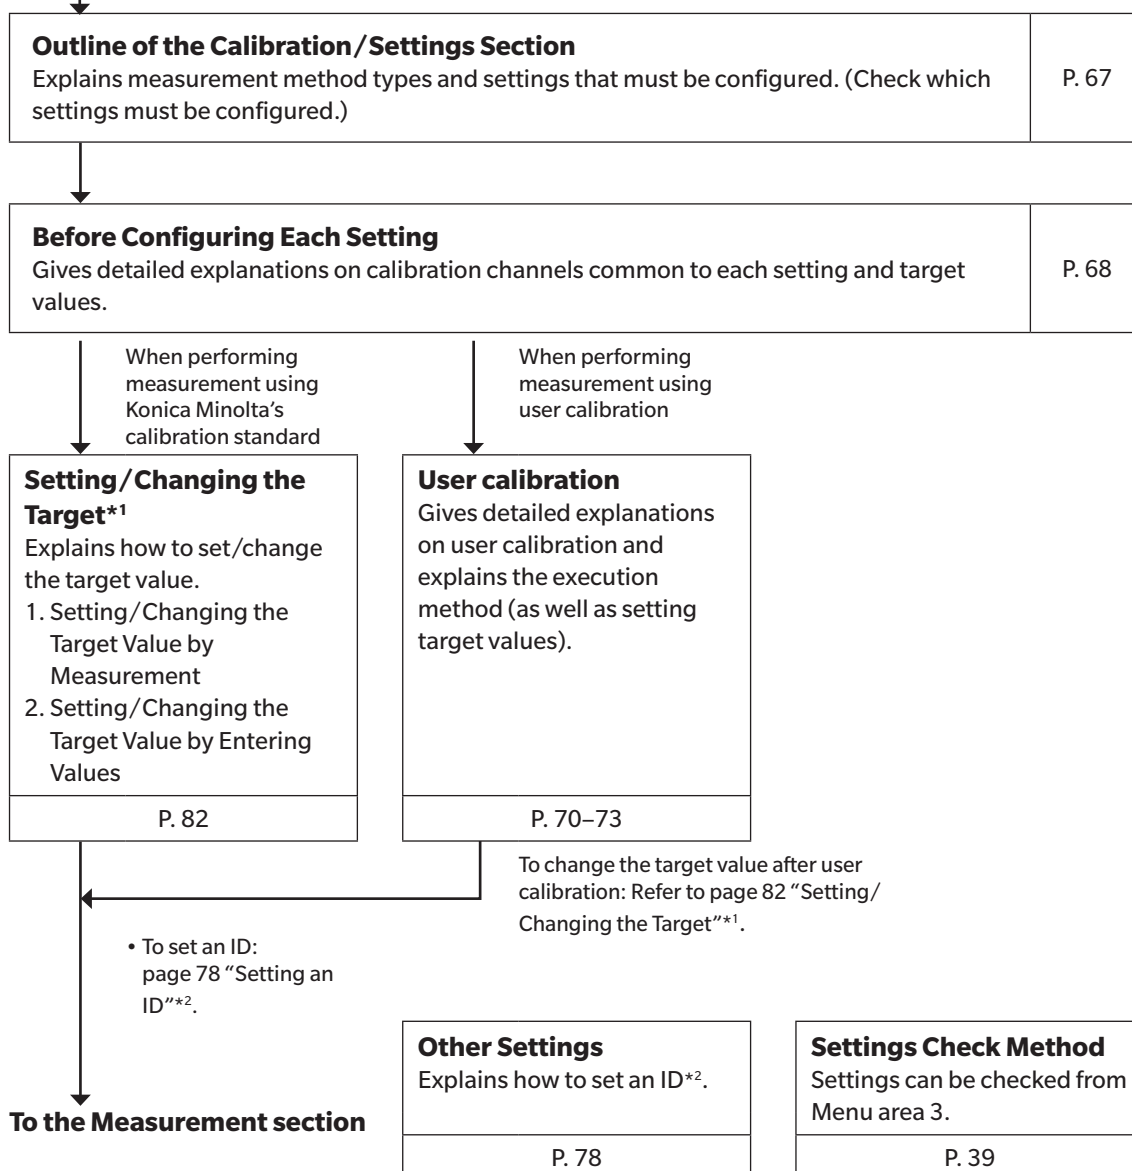 Outline of the Calibration/Settings Section
Explains measurement method types and settings that must be configured. (Check which
settings must be configured.)
P. 67
Before Configuring Each Setting
Gives detailed explanations on calibration channels common to each setting and target
values.
P. 68
When performing
measurement using
Konica Minolta’s
calibration standard
When performing
measurement using
user calibration
Setting/Changing the
Target*1
Explains how to set/change
the target value.
1. Setting/Changing the
Target Value by
Measurement
2. Setting/Changing the
Target Value by Entering
Values
P. 82
User calibration
Gives detailed explanations
on user calibration and
explains the execution
method (as well as setting
target values).
P. 70–73
To change the target value after user
calibration: Refer to page 82 “Setting/
Changing the Target”*1.
• To set an ID:
page 78 “Setting an
ID”*2.
To the Measurement section
Other Settings
Explains how to set an ID*2.
P. 78
Settings Check Method
Settings can be checked from
Menu area 3.
P. 39